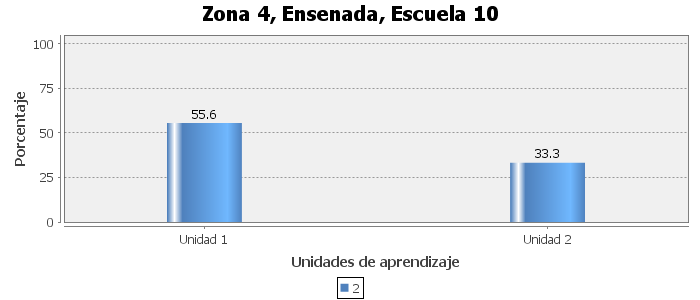 Zona 4, Ensenada, Escuela 10
100
75
50
25
0
Porcentaje
55.6
33.3
Unidad 1
Unidad 2
Unidades de aprendizaje
2